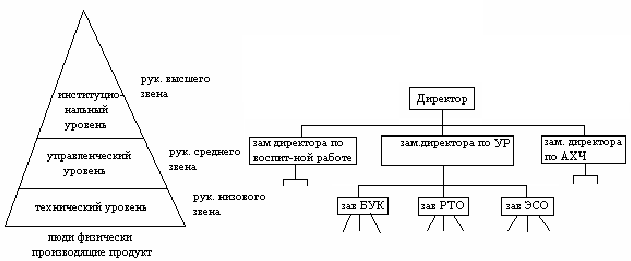 институцио-
нальный
уровень
управленческий
уровень
технический уровень
люди физически
производящие продукт
рук. высшего
звена
рук. среднего
звена
рук. низового
звена
Директор
зам директора по
воспит-ной работе
зам.директора по УР
зам. директора
по АХЧ
зав БУК
зав РТО
зав ЭСО